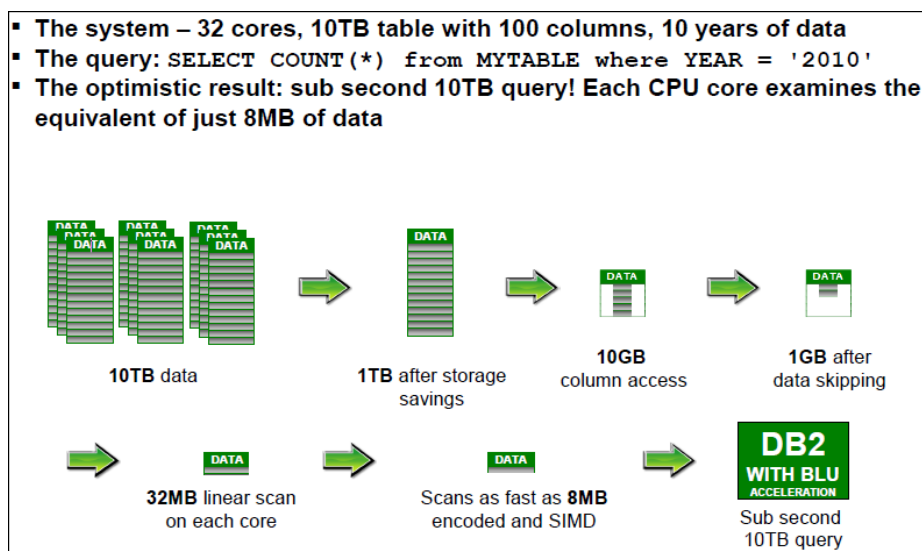 ▪ The system – 32 cores, 10TB table with 100 columns, 10 years of data
▪ The query: SELECT COUNT(*) from MYTABLE where YEAR = '2010'
▪ The optimistic result: sub second 10TB query! Each CPU core examines the
equivalent of just 8MB of data
DATA DATA DATA
DATA DATA DATA
DATA DATA DATA
DATA
DATA
DATA
10TB data
1TB after storage
savings
10GB
column access
1GB after
data skipping
DATA
32MB linear scan
on each core
DATA
Scans as fast as 8MB
encoded and SIMD
DB2
WITH BLU
ACCELERATION
Sub second
10TB query